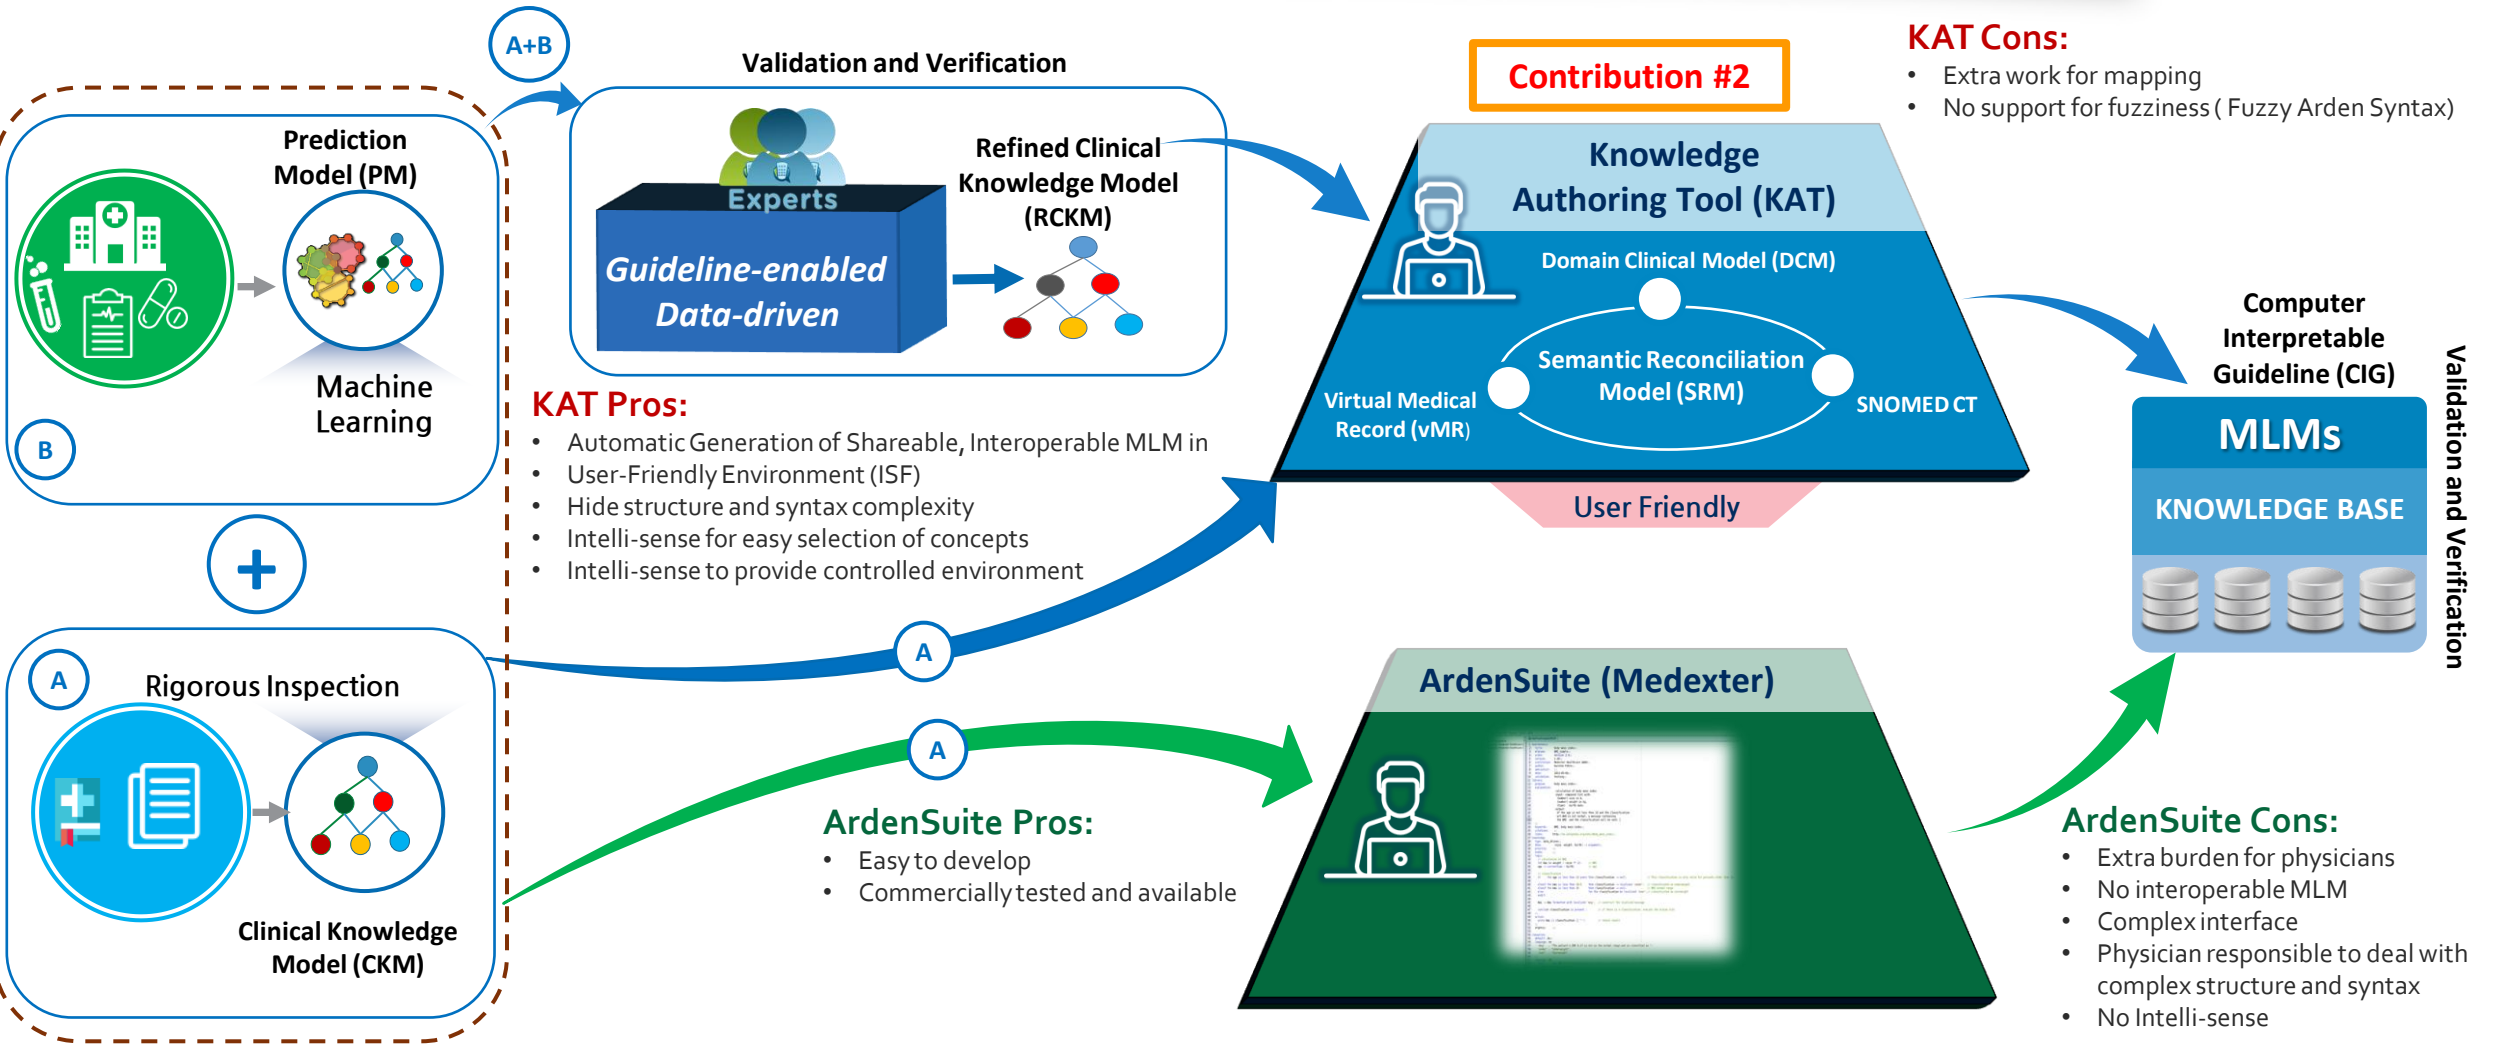 A+B
Validation and Verification
Prediction
Model (PM)
Machine
Learning
B
+
A
Rigorous Inspection
Clinical Knowledge
Model (CKM)
Experts
Guideline-enabled
Data-driven
Refined Clinical
Knowledge Model
(RCKM)
KAT Pros:
• Automatic Generation of Shareable, Interoperable MLM in
• User-Friendly Environment (ISF)
• Hide structure and syntax complexity
• Intelli-sense for easy selection of concepts
• Intelli-sense to provide controlled environment
A
A
ArdenSuite Pros:
• Easy to develop
• Commercially tested and available
Contribution #2
Knowledge
Authoring Tool (KAT)
Domain Clinical Model (DCM)
Semantic Reconciliation
Model (SRM)
Virtual Medical
Record (vMR)
SNOMED CT
User Friendly
ArdenSuite (Medexter)
KAT Cons:
• Extra work for mapping
• No support for fuzziness ( Fuzzy Arden Syntax)
Computer
Interpretable
Guideline (CIG)
MLMs
KNOWLEDGE BASE
Validation and Verification
ArdenSuite Cons:
• Extra burden for physicians
• No interoperable MLM
• Complex interface
• Physician responsible to deal with
complex structure and syntax
• No Intelli-sense